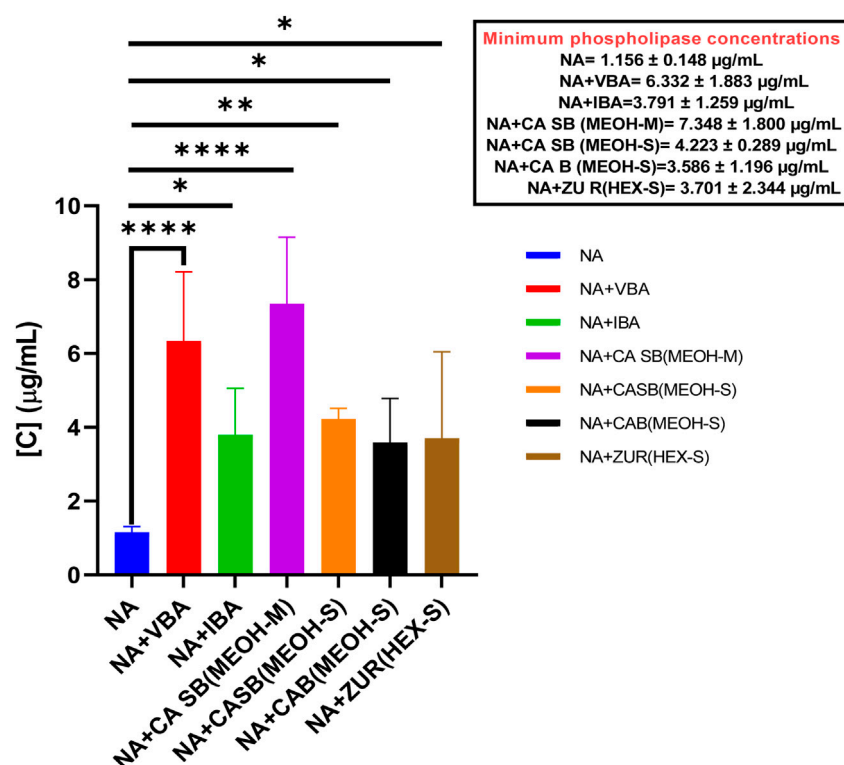 *
*
**
****
*
****
Minimum phospholipase concentrations
NA= 1.156 ± 0.148 µg/mL
NA+VBA= 6.332 ± 1.883 µg/mL
NA+IBA=3.791 ± 1.259 µg/mL
NA+CA SB (MEOH-M)= 7.348 ± 1.800 µg/mL
NA+CA SB (MEOH-S)= 4.223 ± 0.289 µg/mL
NA+CA B (MEOH-S)=3.586 ± 1.196 µg/mL
NA+ZU R(HEX-S) = 3.701 ± 2.344 µg/mL
[C] (µg/mL)
10
8
6
4
2
0
NA
NA+VBA
NA+IBA
NA+CA SB(MEOH-M)
NA+CASB(MEOH-S)
NA+CAB(MEOH-S)
NA+ZUR(HEX-S)
NA
NA+VBA
NA+IBA
NA+CA SB(MEOH-M)
NA+CASB(MEOH-S)
NA+CAB(MEOH-S)
NA+ZUR(HEX-S)